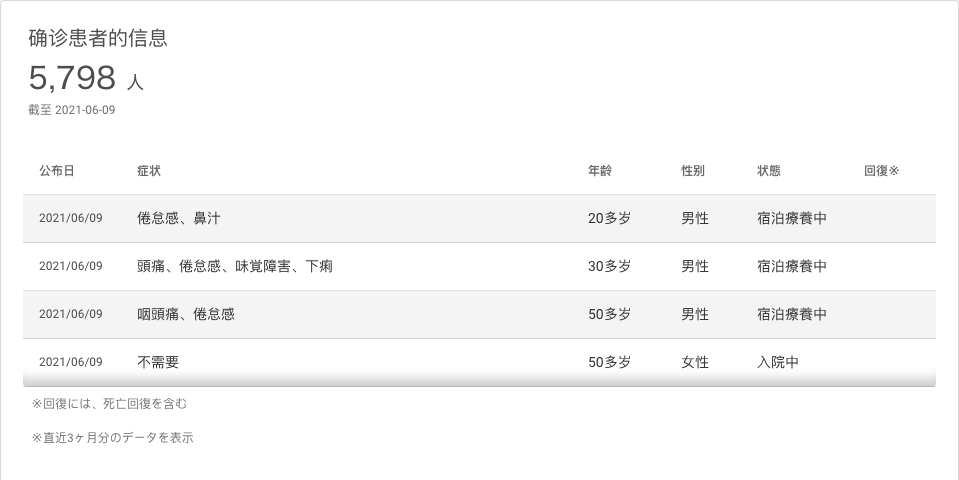 确诊患者的信息
5,798 人
截至 2021-06-09
公布日 症状 年龄 性别 状態 回復※
2021/06/09 倦怠感、鼻汁 20多岁 男性 宿泊療養中
2021/06/09 頭痛、倦怠感、味覚障害、下痢 30多岁 男性 宿泊療養中
2021/06/09 咽頭痛、倦怠感 50多岁 男性 宿泊療養中
2021/06/09 不需要 50多岁 女性 入院中
※回復には、死亡回復を含む
※直近3ヶ月分のデータを表示